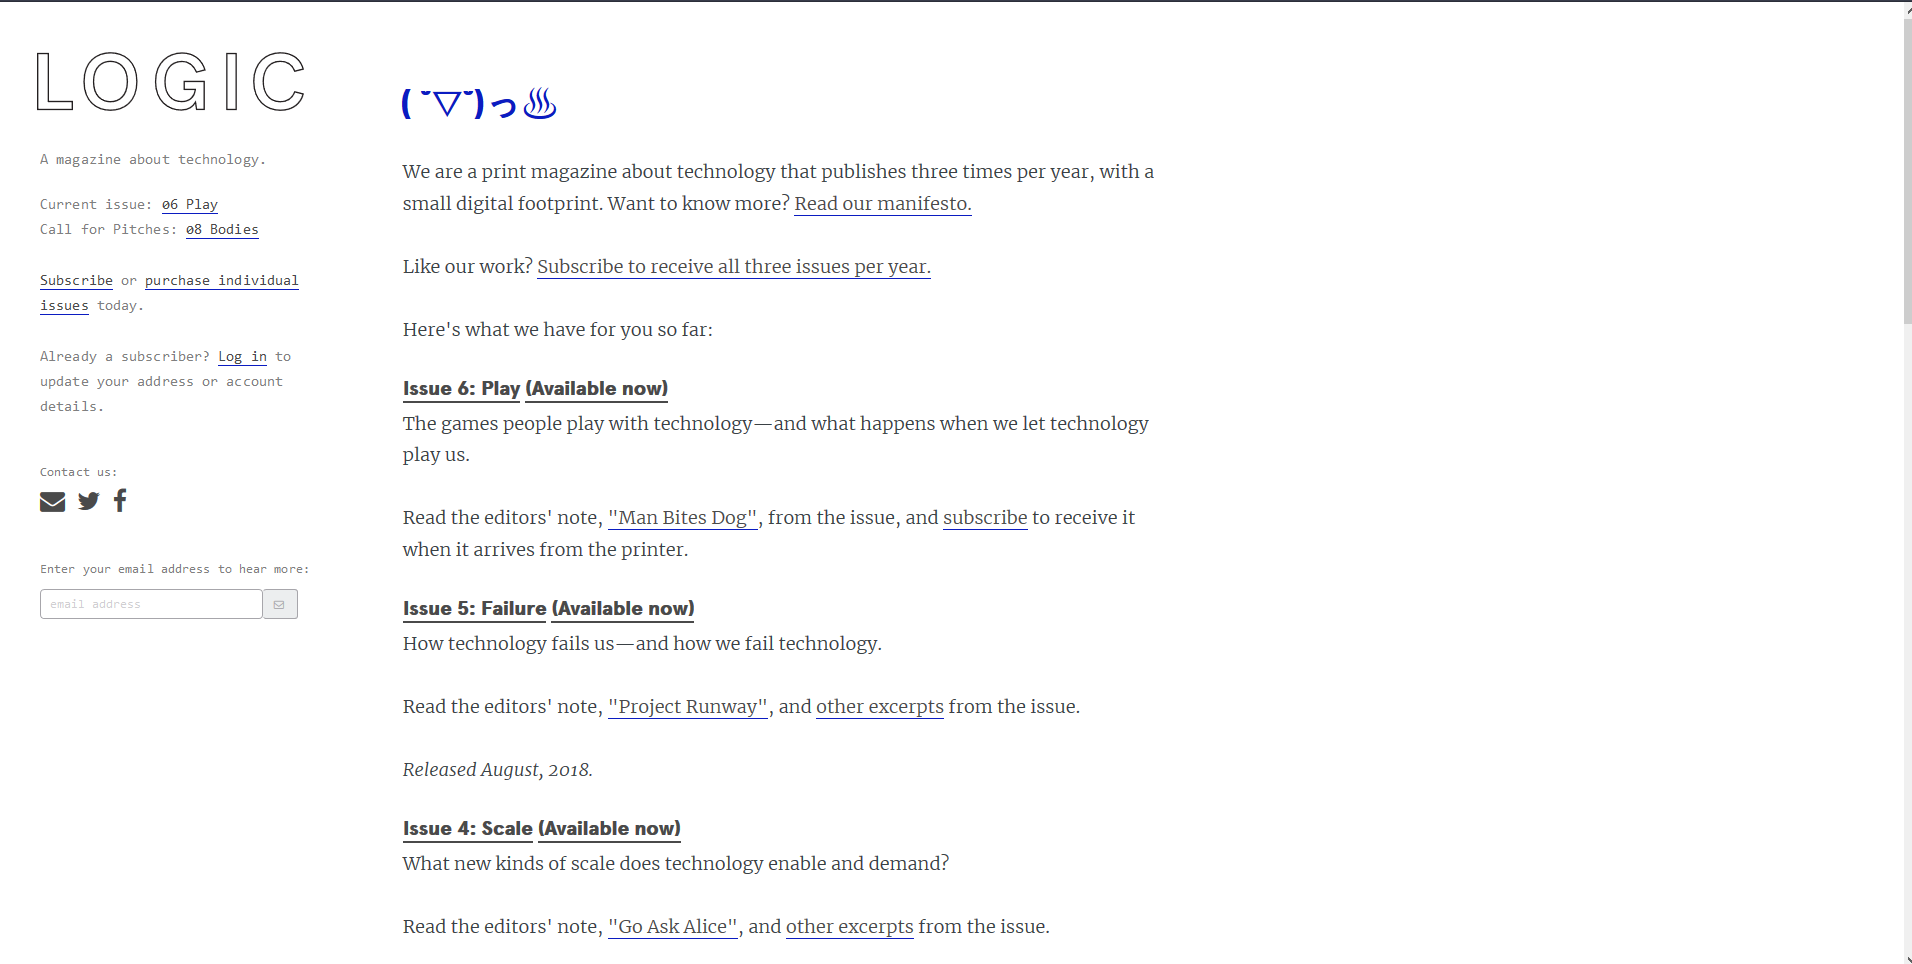 LOGIC
A magazine about technology.
Current issue: 06 Play
Call for Pitches: 08 Bodies
Subscribe or purchase individual
issues today.
Already a subscriber? Log in to
update your address or account
details.
Contact us:
Enter your email address to hear more:
email address
( ˘▽˘)っ♨
We are a print magazine about technology that publishes three times per year, with a
small digital footprint. Want to know more? Read our manifesto.
Like our work? Subscribe to receive all three issues per year.
Here's what we have for you so far:
Issue 6: Play (Available now)
The games people play with technology—and what happens when we let technology
play us.
Read the editors' note, "Man Bites Dog", from the issue, and subscribe to receive it
when it arrives from the printer.
Issue 5: Failure (Available now)
How technology fails us—and how we fail technology.
Read the editors' note, "Project Runway", and other excerpts from the issue.
Released August, 2018.
Issue 4: Scale (Available now)
What new kinds of scale does technology enable and demand?
Read the editors' note, "Go Ask Alice", and other excerpts from the issue.